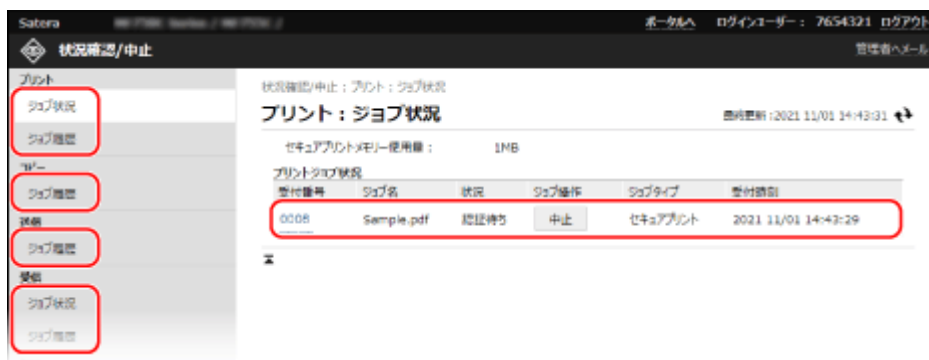 Satera
ポータルへ ログインユーザー： 7654321 ログアウト
状況確認/中止 管理者へメール
プリント
ジョブ状況
ジョブ履歴
コピー
ジョブ履歴
送信
ジョブ履歴
受信
ジョブ状況
ジョブ履歴
状況確認/中止：プリント：ジョブ状況
プリント：ジョブ状況
最終更新 :2021 11/01 14:43:31
セキュアプリントメモリー使用量： 1MB
プリントジョブ状況
受付番号 ジョブ名 状況 ジョブ操作 ジョブタイプ 受付時刻
0008 Sample.pdf 認証待ち 中止 セキュアプリント 2021 11/01 14:43:29